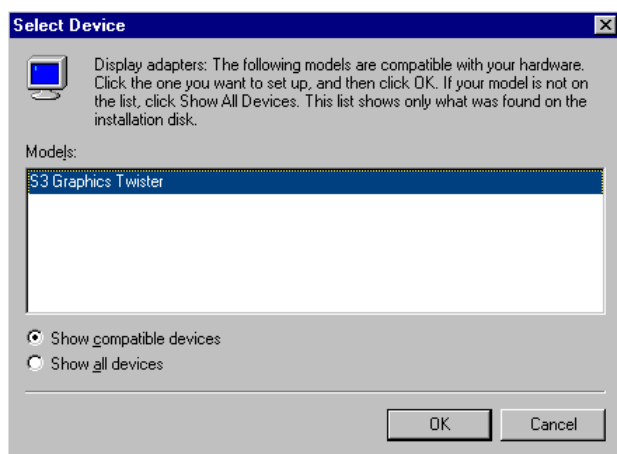 Select Device
Display adapters: The following models are compatible with your hardware.
Click the one you want to set up, and then click OK. If your model is not on
the list, click Show All Devices. This list shows only what was found on the
installation disk.
Models:
S3 Graphics Twister
Show compatible devices
Show all devices
OK
Cancel